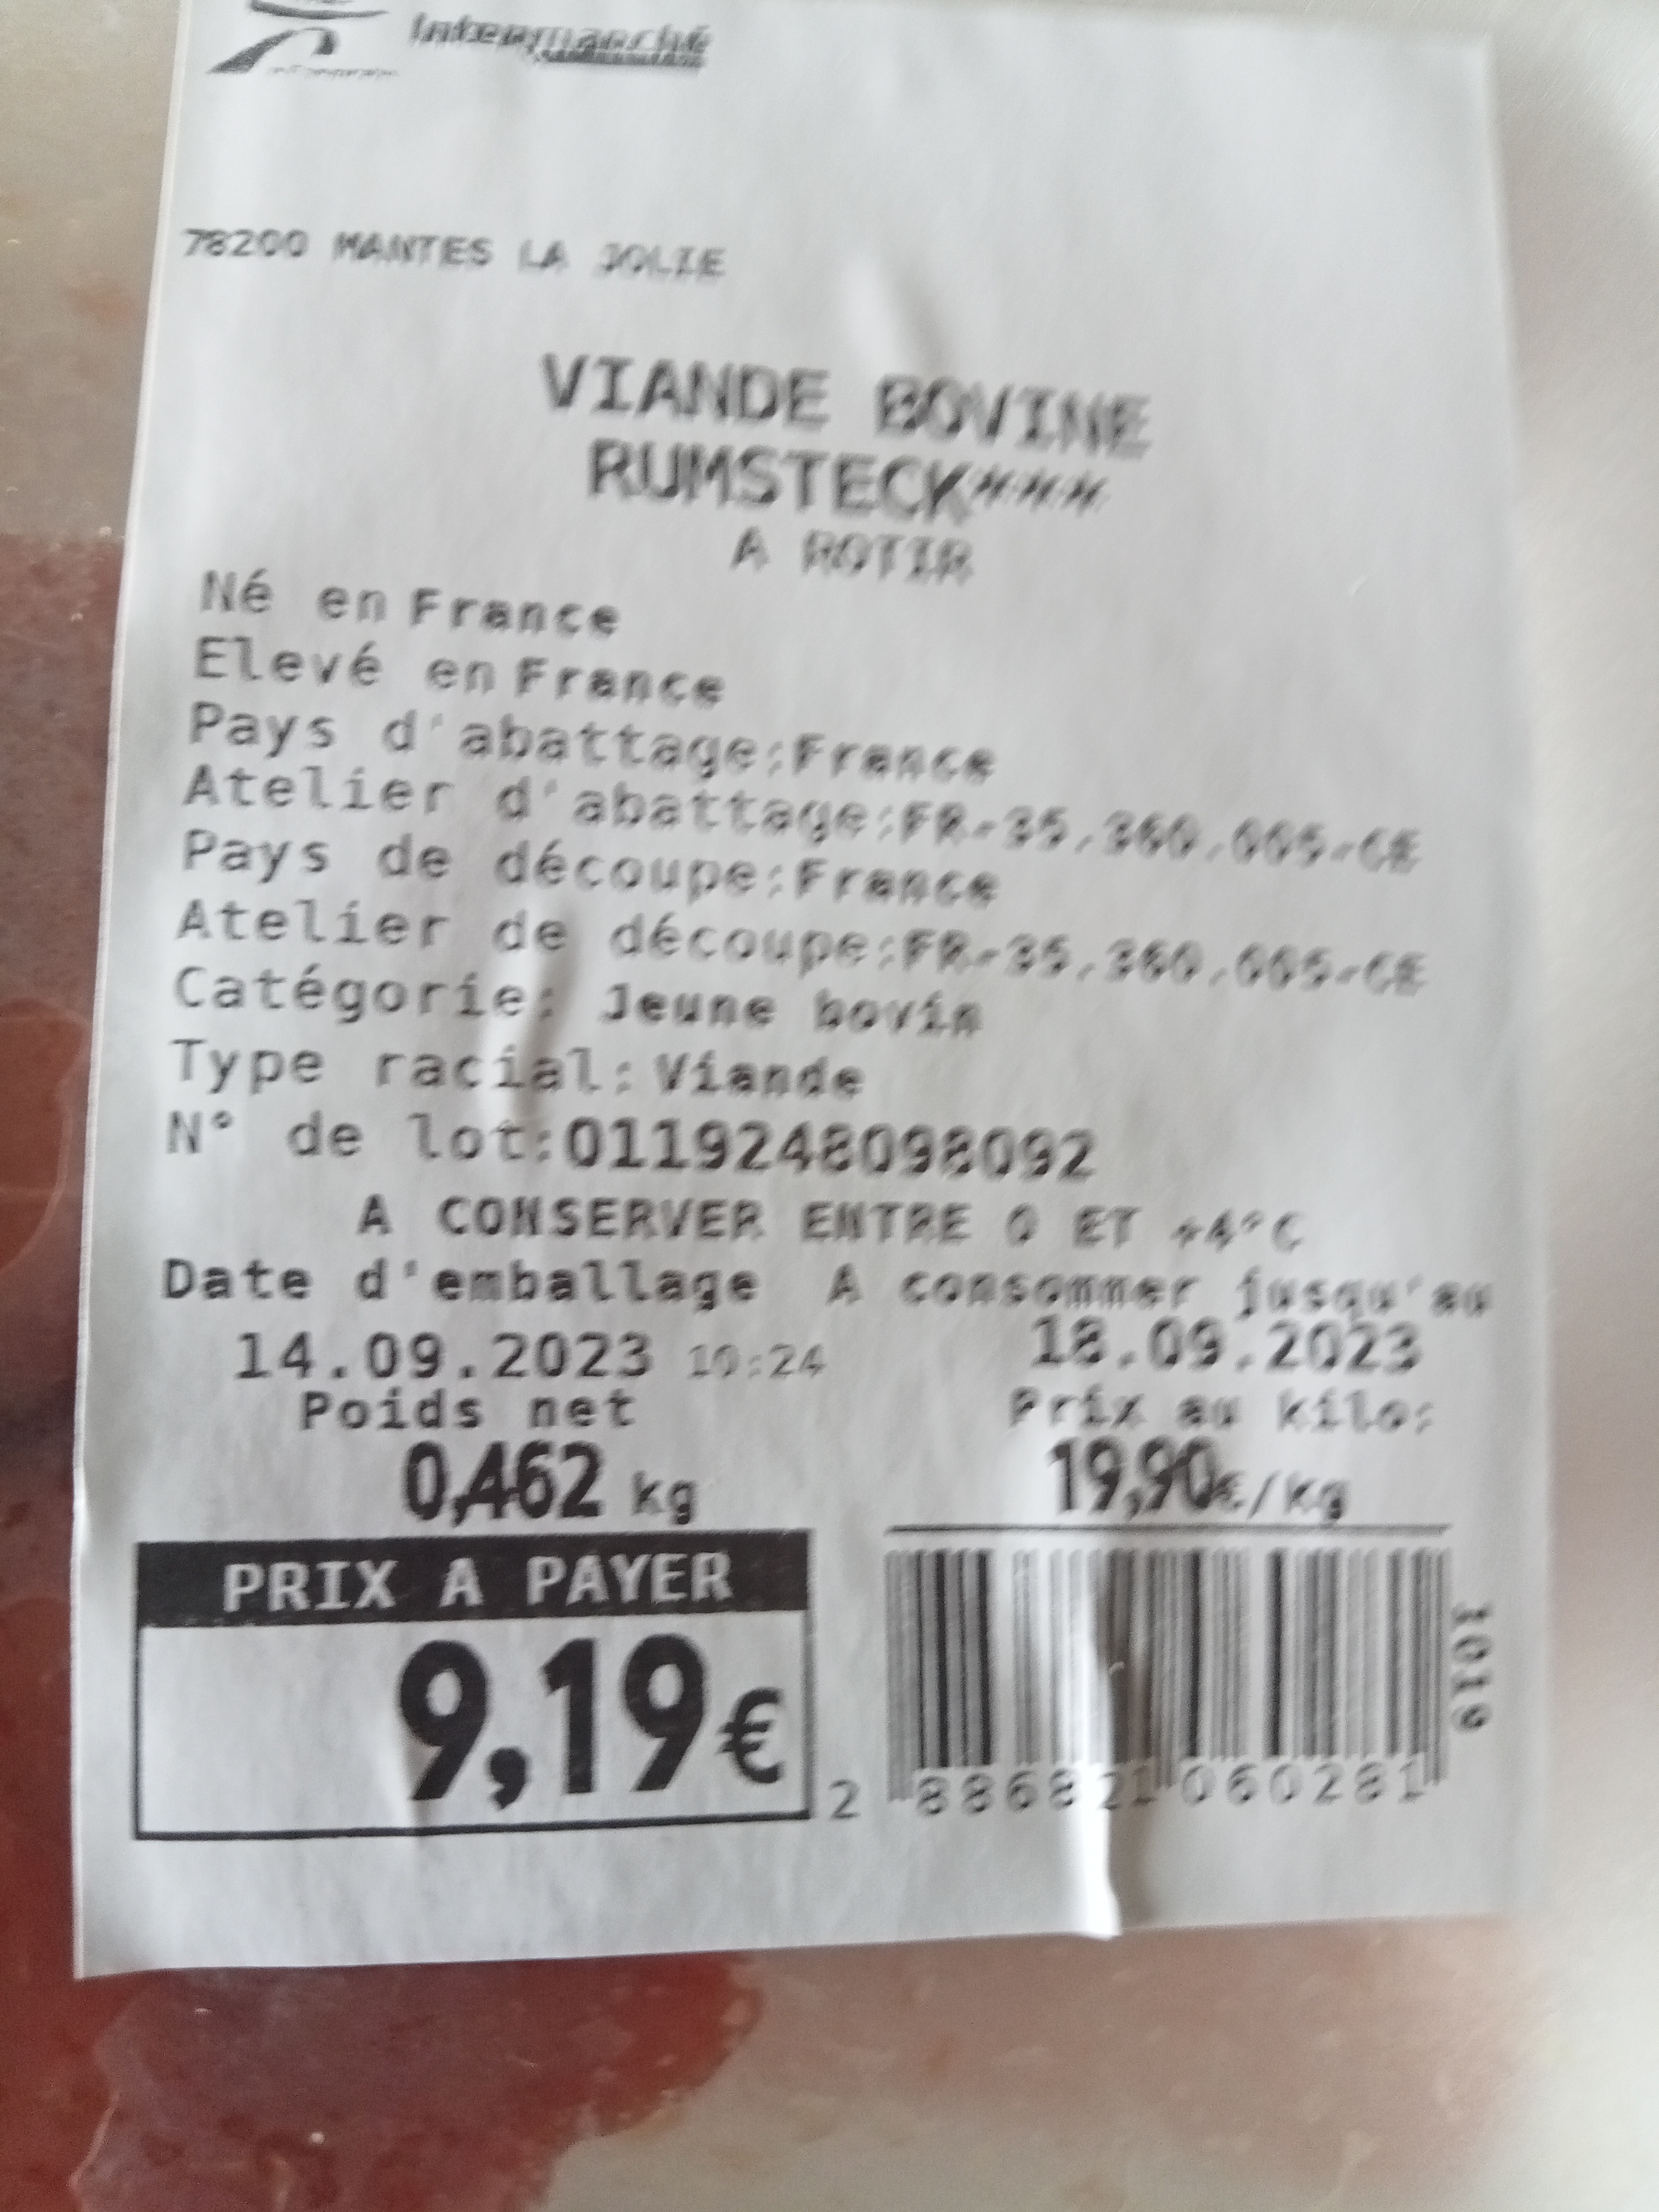 Intermarché
78200 MANTES LA JOLIE
VIANDE BOVINE
RUMSTECK***
A ROTIR
Né en France
Elevé en France
Pays d'abattage:France
Atelier d'abattage:FR-35.360.005-CE
Pays de découpe:France
Atelier de découpe:FR-35.360.005-CE
Catégorie: Jeune bovin
Type racial:Viande
N° de lot:0119248098092
A CONSERVER ENTRE 0 ET +4°C
Date d'emballage A consommer jusqu'au
14.09.2023 10:24 18.09.2023
Poids net Prix au kilo:
0,462 kg 19,90€/kg
PRIX A PAYER
9,19€
2 886821 060281
1019